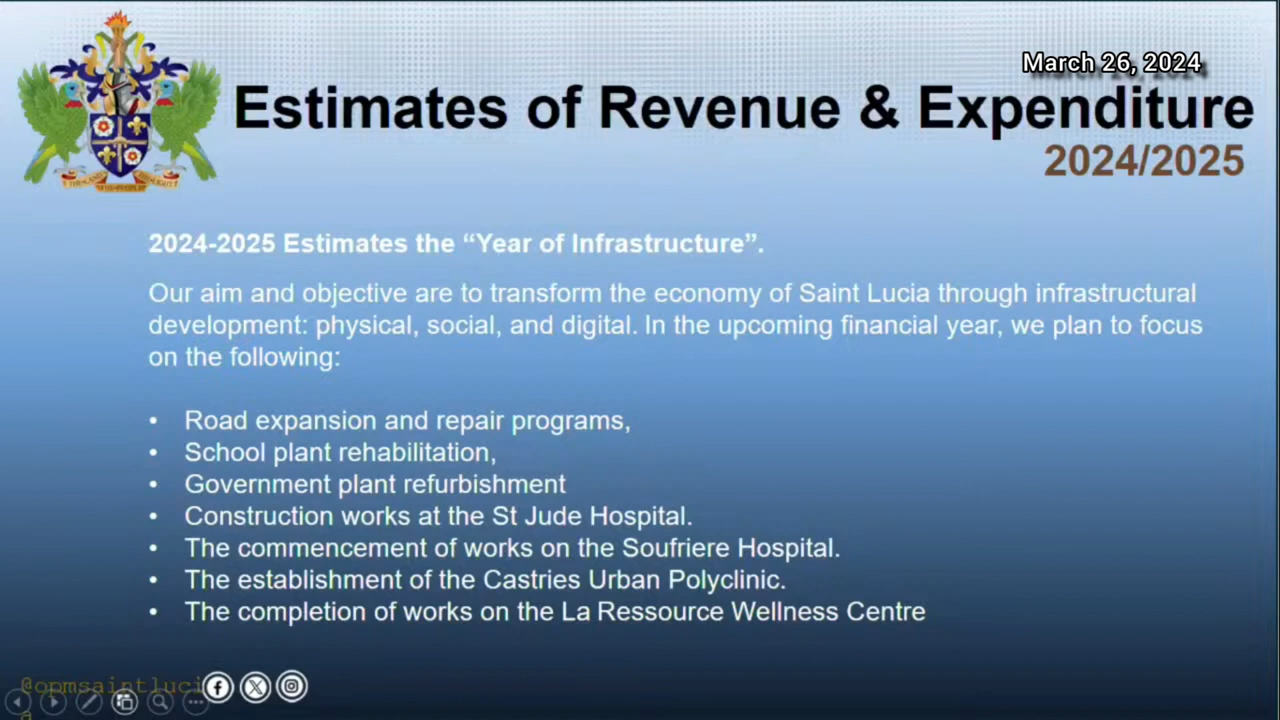 March 26, 2024
Estimates of Revenue & Expenditure
2024/2025
2024-2025 Estimates the “Year of Infrastructure”.
Our aim and objective are to transform the economy of Saint Lucia through infrastructural
development: physical, social, and digital. In the upcoming financial year, we plan to focus
on the following:
• Road expansion and repair programs,
• School plant rehabilitation,
• Government plant refurbishment
• Construction works at the St Jude Hospital.
• The commencement of works on the Soufriere Hospital.
• The establishment of the Castries Urban Polyclinic.
• The completion of works on the La Ressource Wellness Centre
@opmsaintluci
a